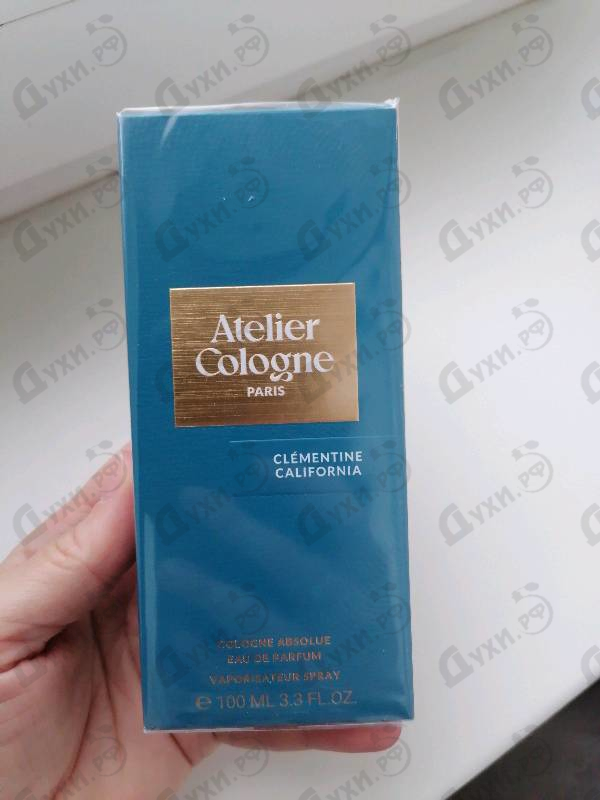 Atelier
Cologne
PARIS
CLÉMENTINE
CALIFORNIA
COLOGNE ABSOLUE
EAU DE PARFUM
VAPORISATEUR SPRAY
℮ 100 ML 3.3 FL.OZ.
Духи.рф